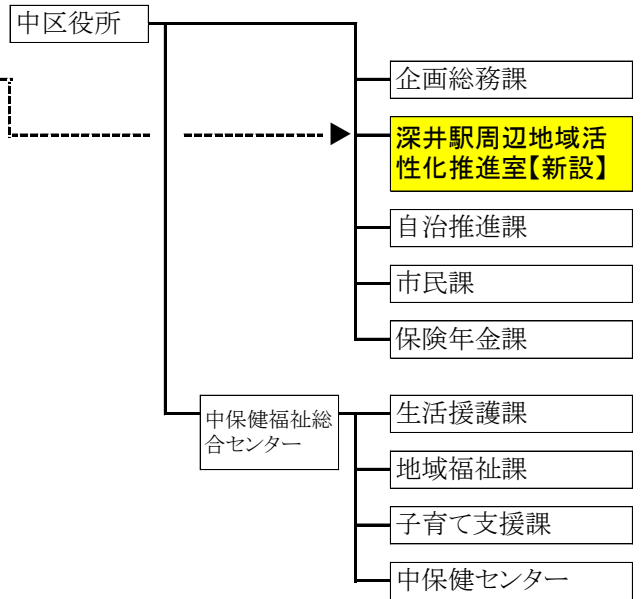 中区役所
企画総務課
深井駅周辺地域活
性化推進室【新設】
自治推進課
市民課
保険年金課
中保健福祉総
合センター
生活援護課
地域福祉課
子育て支援課
中保健センター